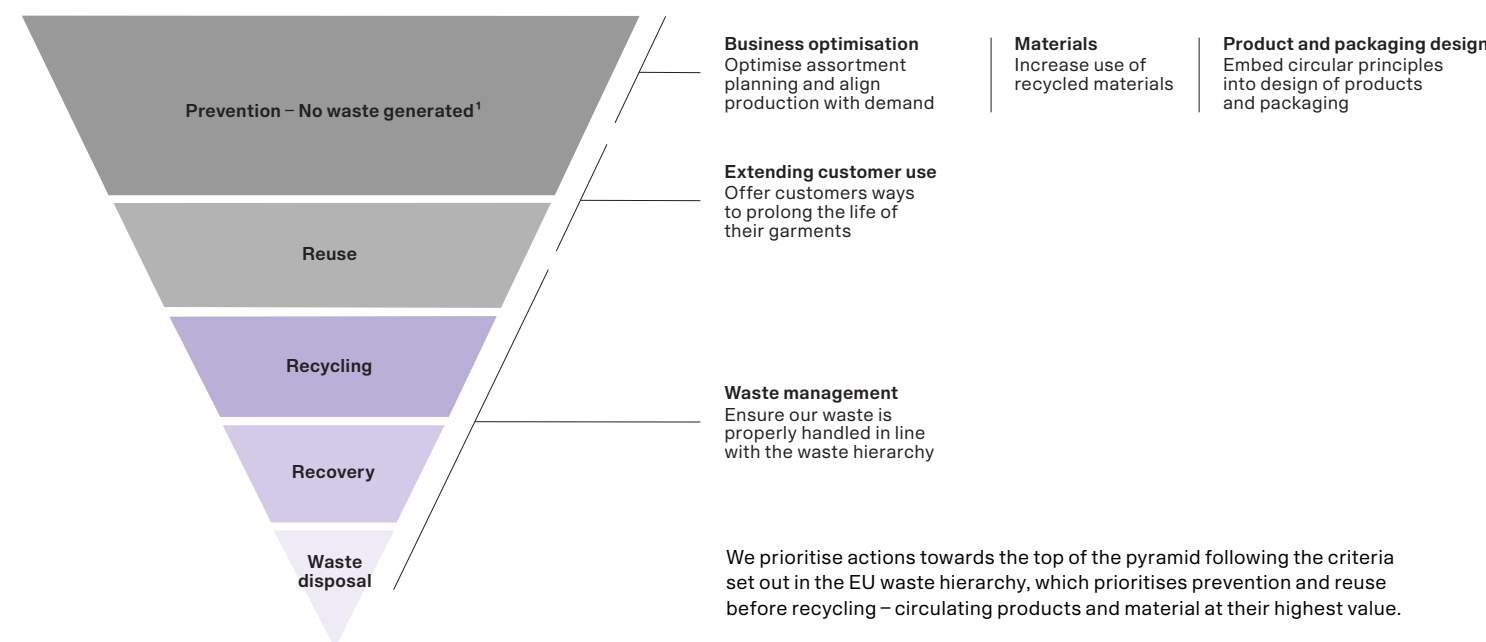 Prevention – No waste generated¹
Business optimisation
Optimise assortment
planning and align
production with demand
Materials
Increase use of
recycled materials
Product and packaging design
Embed circular principles
into design of products
and packaging
Reuse
Extending customer use
Offer customers ways
to prolong the life of
their garments
Recycling
Recovery
Waste
disposal
Waste management
Ensure our waste is
properly handled in line
with the waste hierarchy
We prioritise actions towards the top of the pyramid following the criteria
set out in the EU waste hierarchy, which prioritises prevention and reuse
before recycling – circulating products and material at their highest value.